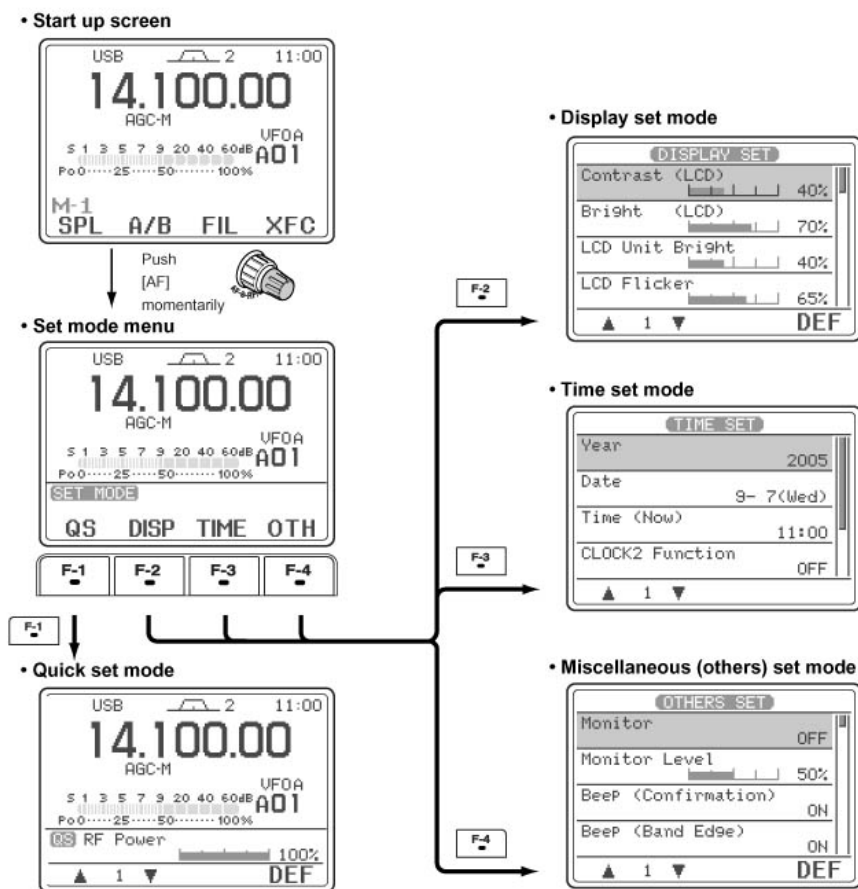 • Start up screen
USB 2 11:00
14.100.00
AGC-M
VFOA
S 1 3 5 7 9 20 40 60dB A01
Po0·····25·····50·······100%
M-1
SPL A/B FIL XFC
Push
[AF]
momentarily
• Set mode menu
USB 2 11:00
14.100.00
AGC-M
VFOA
S 1 3 5 7 9 20 40 60dB A01
Po0·····25·····50·······100%
SET MODE
QS DISP TIME OTH
F-1 F-2 F-3 F-4
F-1
• Quick set mode
USB 2 11:00
14.100.00
AGC-M
VFOA
S 1 3 5 7 9 20 40 60dB A01
Po0·····25·····50·······100%
QS RF Power
100%
▲ 1 ▼ DEF
F-2
• Display set mode
DISPLAY SET
Contrast (LCD)
40%
Bright (LCD)
70%
LCD Unit Bright
40%
LCD Flicker
65%
▲ 1 ▼ DEF
F-3
• Time set mode
TIME SET
Year
2005
Date
9- 7(Wed)
Time (Now)
11:00
CLOCK2 Function
OFF
▲ 1 ▼
F-4
• Miscellaneous (others) set mode
OTHERS SET
Monitor
OFF
Monitor Level
50%
Beep (Confirmation)
ON
Beep (Band Edge)
ON
▲ 1 ▼ DEF